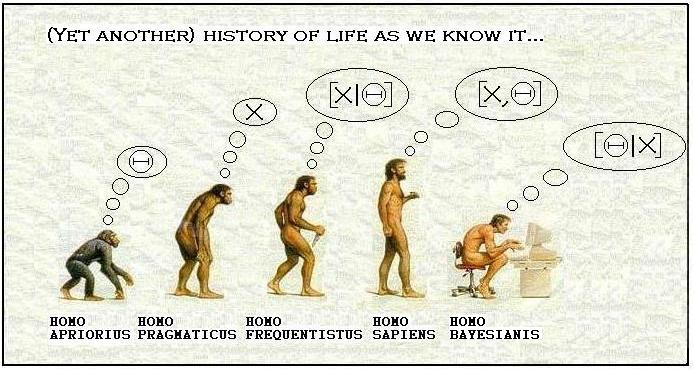 (YET ANOTHER) HISTORY OF LIFE AS WE KNOW IT...
[X|Θ]
[X,Θ]
X
[Θ|X]
Θ
HOMO APRIORIUS
HOMO PRAGMATICUS
HOMO FREQUENTISTUS
HOMO SAPIENS
HOMO BAYESIANIS